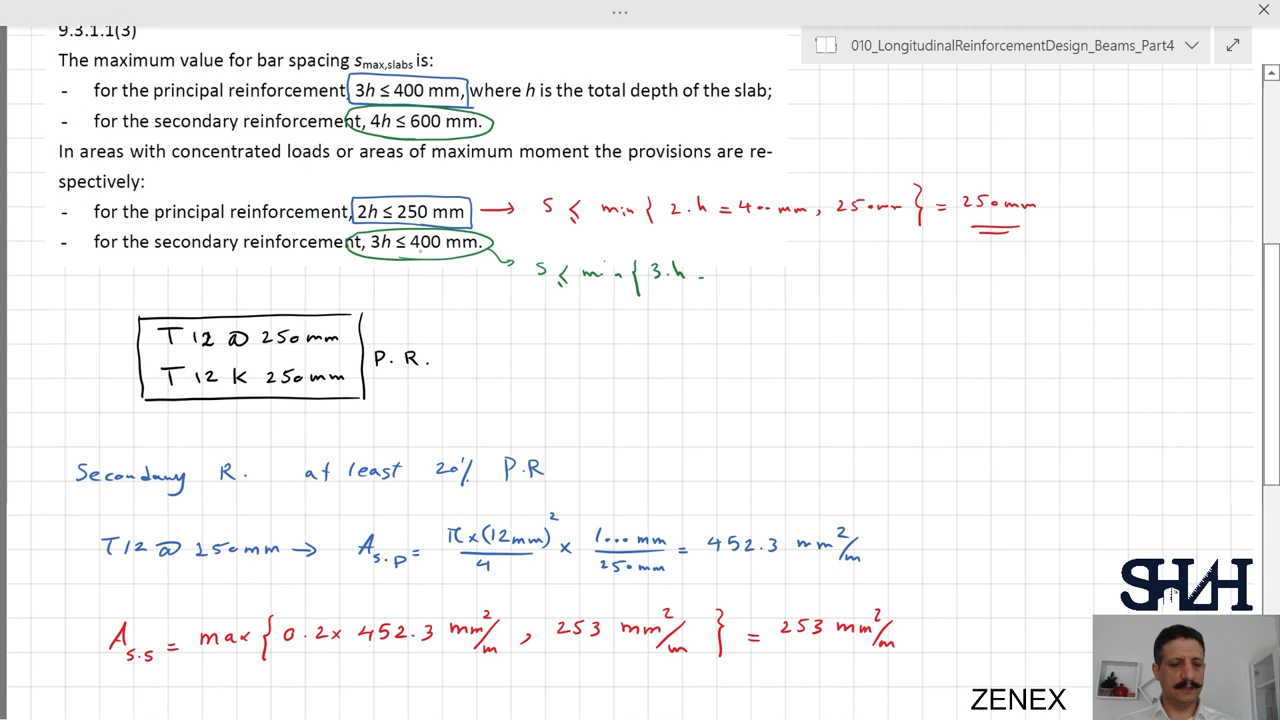 010_LongitudinalReinforcementDesign_Beams_Part4
9.3.1.1(3)
The maximum value for bar spacing smax,slabs is:
- for the principal reinforcement, 3h ≤ 400 mm, where h is the total depth of the slab;
- for the secondary reinforcement, 4h ≤ 600 mm.
In areas with concentrated loads or areas of maximum moment the provisions are re-
spectively:
- for the principal reinforcement, 2h ≤ 250 mm → s ≤ min { 2.h = 400 mm, 250 mm } = 250 mm
- for the secondary reinforcement, 3h ≤ 400 mm.
s ≤ min { 3.h -
T 12 @ 250 mm
T 12 K 250 mm
P. R.
Secondary R. at least 20% P.R
T12 @ 250 mm → As.p = π×(12mm)²/4 × 1000 mm/250 mm = 452.3 mm²/m
As.s = max { 0.2 × 452.3 mm²/m , 253 mm²/m } = 253 mm²/m
SHLH
ZENEX